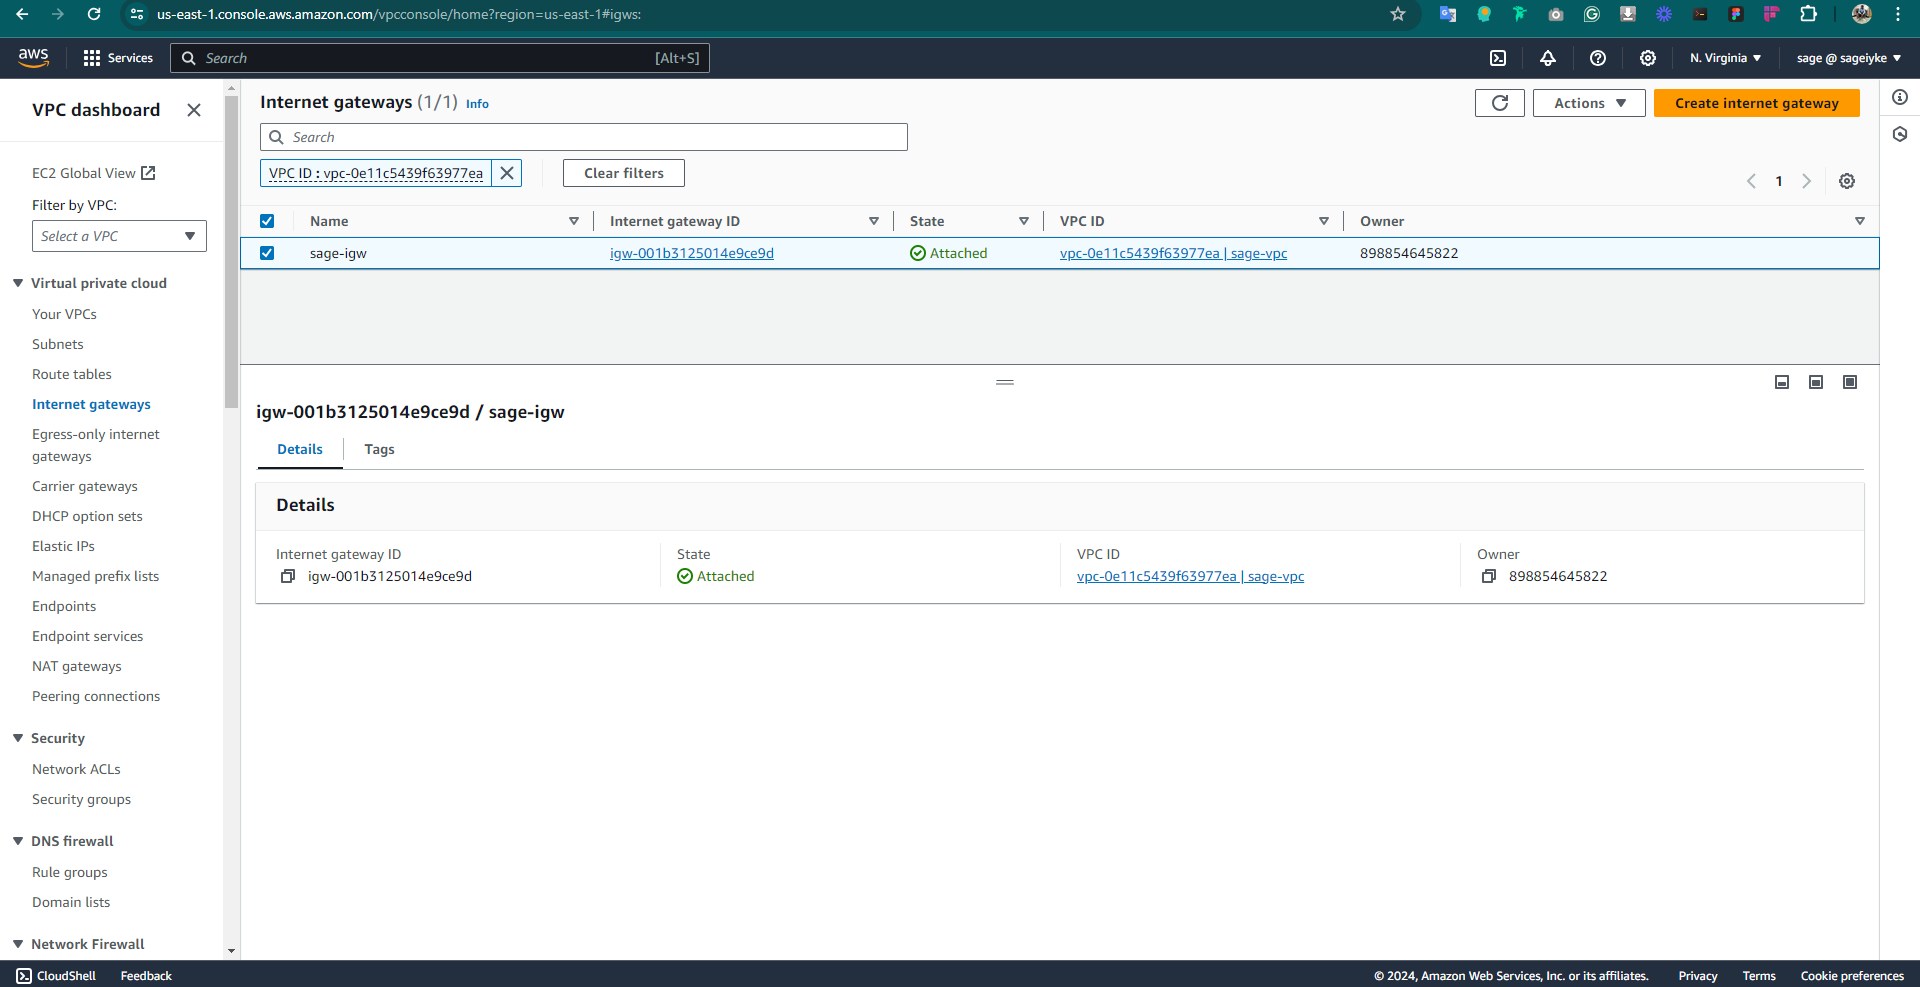 us-east-1.console.aws.amazon.com/vpcconsole/home?region=us-east-1#igws:
aws Services Search [Alt+S] N. Virginia sage @ sageiyke
VPC dashboard
EC2 Global View
Filter by VPC:
Select a VPC
Virtual private cloud
Your VPCs
Subnets
Route tables
Internet gateways
Egress-only internet
gateways
Carrier gateways
DHCP option sets
Elastic IPs
Managed prefix lists
Endpoints
Endpoint services
NAT gateways
Peering connections
Security
Network ACLs
Security groups
DNS firewall
Rule groups
Domain lists
Network Firewall
Internet gateways (1/1) Info
Actions Create internet gateway
Search
VPC ID : vpc-0e11c5439f63977ea Clear filters
1
Name Internet gateway ID State VPC ID Owner
sage-igw igw-001b3125014e9ce9d Attached vpc-0e11c5439f63977ea | sage-vpc 898854645822
igw-001b3125014e9ce9d / sage-igw
Details Tags
Details
Internet gateway ID State VPC ID Owner
igw-001b3125014e9ce9d Attached vpc-0e11c5439f63977ea | sage-vpc 898854645822
CloudShell Feedback © 2024, Amazon Web Services, Inc. or its affiliates. Privacy Terms Cookie preferences